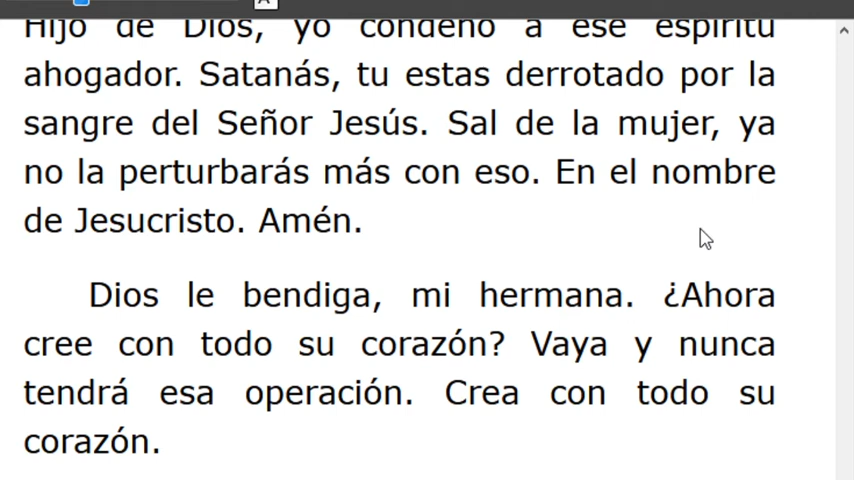 Hijo de Dios, yo condeno a ese espíritu
ahogador. Satanás, tu estas derrotado por la
sangre del Señor Jesús. Sal de la mujer, ya
no la perturbarás más con eso. En el nombre
de Jesucristo. Amén.
Dios le bendiga, mi hermana. ¿Ahora
cree con todo su corazón? Vaya y nunca
tendrá esa operación. Crea con todo su
corazón.